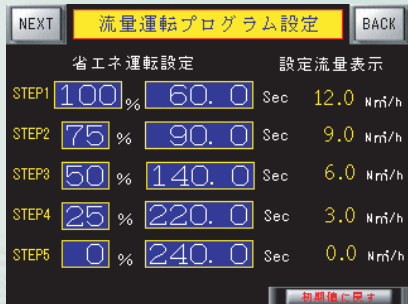 NEXT 流量運転プログラム設定 BACK
省エネ運転設定 設定流量表示
STEP1 100 % 60.0 Sec 12.0 Nm³/h
STEP2 75 % 90.0 Sec 9.0 Nm³/h
STEP3 50 % 140.0 Sec 6.0 Nm³/h
STEP4 25 % 220.0 Sec 3.0 Nm³/h
STEP5 0 % 240.0 Sec 0.0 Nm³/h
初期値に戻す